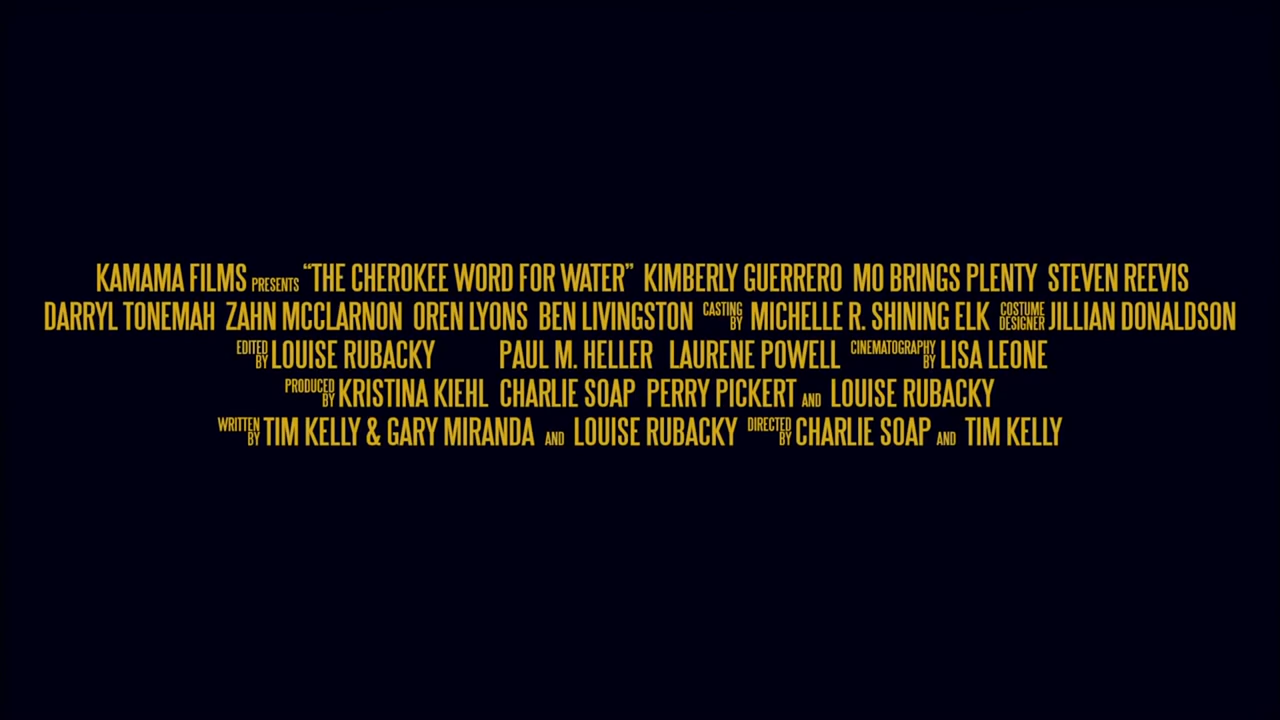 KAMAMA FILMS PRESENTS "THE CHEROKEE WORD FOR WATER" KIMBERLY GUERRERO MO BRINGS PLENTY STEVEN REEVIS
DARRYL TONEMAH ZAHN MCCLARNON OREN LYONS BEN LIVINGSTON CASTING BY MICHELLE R. SHINING ELK COSTUME DESIGNER JILLIAN DONALDSON
EDITED BY LOUISE RUBACKY PAUL M. HELLER LAURENE POWELL CINEMATOGRAPHY BY LISA LEONE
PRODUCED BY KRISTINA KIEHL CHARLIE SOAP PERRY PICKERT AND LOUISE RUBACKY
WRITTEN BY TIM KELLY & GARY MIRANDA AND LOUISE RUBACKY DIRECTED BY CHARLIE SOAP AND TIM KELLY